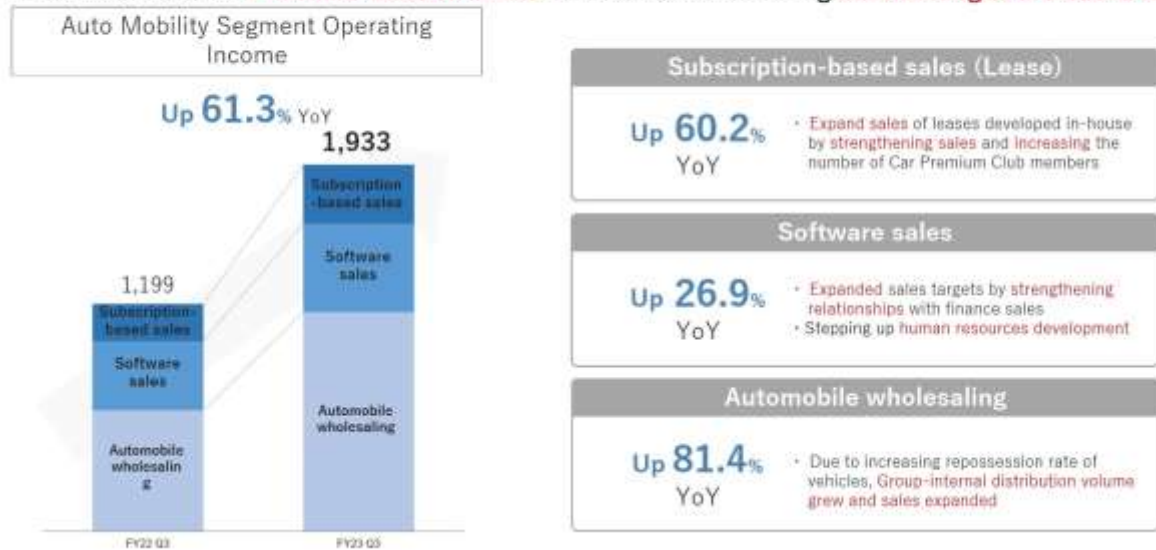 Auto Mobility Segment Operating
Income
Up 61.3% YoY
1,933
Subscription
-based sales
Software
sales
Automobile
wholesaling
1,199
Subscription-
based sales
Software
sales
Automobile
wholesalin
g
FY22 Q3
FY23 Q3
Subscription-based sales (Lease)
Up 60.2%
YoY
・ Expand sales of leases developed in-house
by strengthening sales and increasing the
number of Car Premium Club members
Software sales
Up 26.9%
YoY
・ Expanded sales targets by strengthening
relationships with finance sales
・ Stepping up human resources development
Automobile wholesaling
Up 81.4%
YoY
・ Due to increasing repossession rate of
vehicles, Group-internal distribution volume
grew and sales expanded